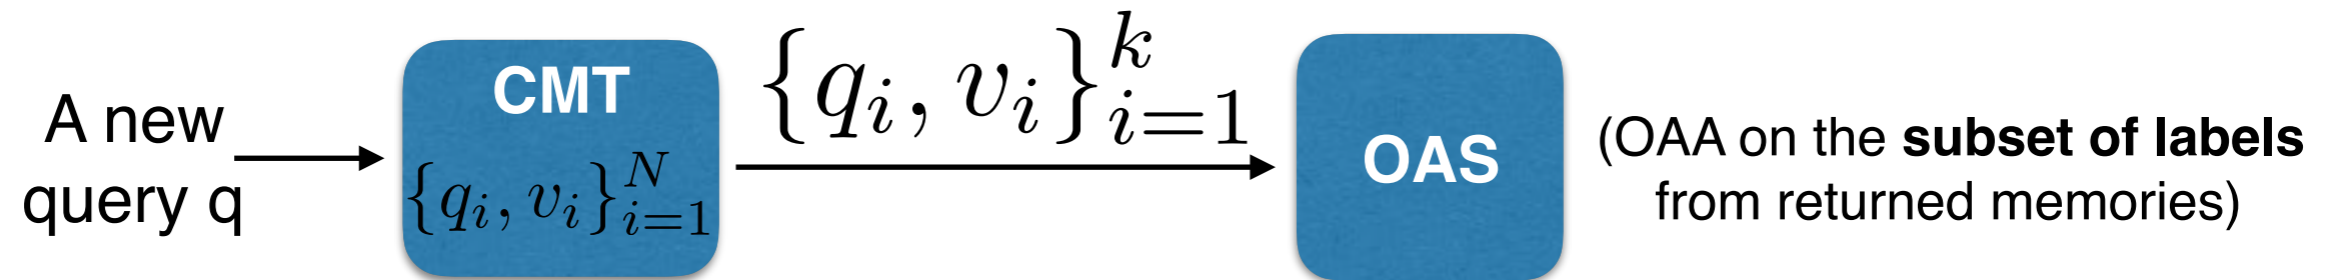 A new
query q
CMT
{q_i, v_i}_{i=1}^{N}
{q_i, v_i}_{i=1}^{k}
OAS
(OAA on the subset of labels
from returned memories)